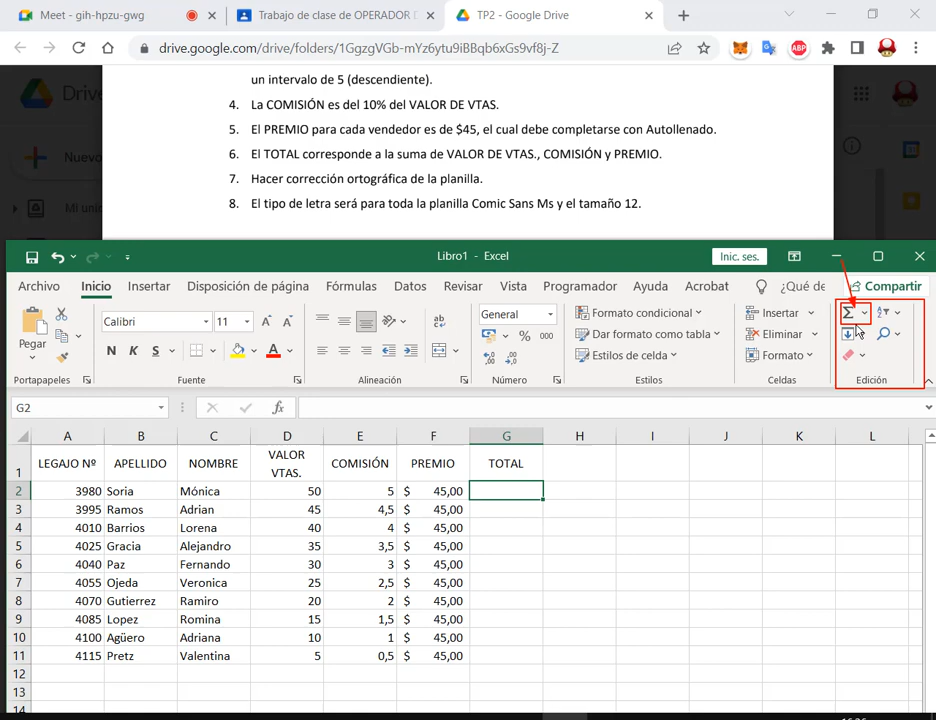 Meet - gih-hpzu-gwg
Trabajo de clase de OPERADOR D
TP2 - Google Drive
drive.google.com/drive/folders/1GgzgVGb-mYz6ytu9iBBqb6xGs9vf8j-Z
ABP
Drive
Nuevo
Mi unid
un intervalo de 5 (descendiente).
4. La COMISIÓN es del 10% del VALOR DE VTAS.
5. El PREMIO para cada vendedor es de $45, el cual debe completarse con Autollenado.
6. El TOTAL corresponde a la suma de VALOR DE VTAS., COMISIÓN y PREMIO.
7. Hacer corrección ortográfica de la planilla.
8. El tipo de letra será para toda la planilla Comic Sans Ms y el tamaño 12.
Libro1 - Excel
Inic. ses.
Archivo Inicio Insertar Disposición de página Fórmulas Datos Revisar Vista Programador Ayuda Acrobat ¿Qué de Compartir
Pegar
Calibri 11
N K S
General
% 000
Formato condicional
Dar formato como tabla
Estilos de celda
Insertar
Eliminar
Formato
Portapapeles Fuente Alineación Número Estilos Celdas Edición
G2 fx
A B C D E F G H I J K L
1 LEGAJO Nº APELLIDO NOMBRE VALOR VTAS. COMISIÓN PREMIO TOTAL
2 3980 Soria Mónica 50 5 $ 45,00
3 3995 Ramos Adrian 45 4,5 $ 45,00
4 4010 Barrios Lorena 40 4 $ 45,00
5 4025 Gracia Alejandro 35 3,5 $ 45,00
6 4040 Paz Fernando 30 3 $ 45,00
7 4055 Ojeda Veronica 25 2,5 $ 45,00
8 4070 Gutierrez Ramiro 20 2 $ 45,00
9 4085 Lopez Romina 15 1,5 $ 45,00
10 4100 Agüero Adriana 10 1 $ 45,00
11 4115 Pretz Valentina 5 0,5 $ 45,00
12
13
14